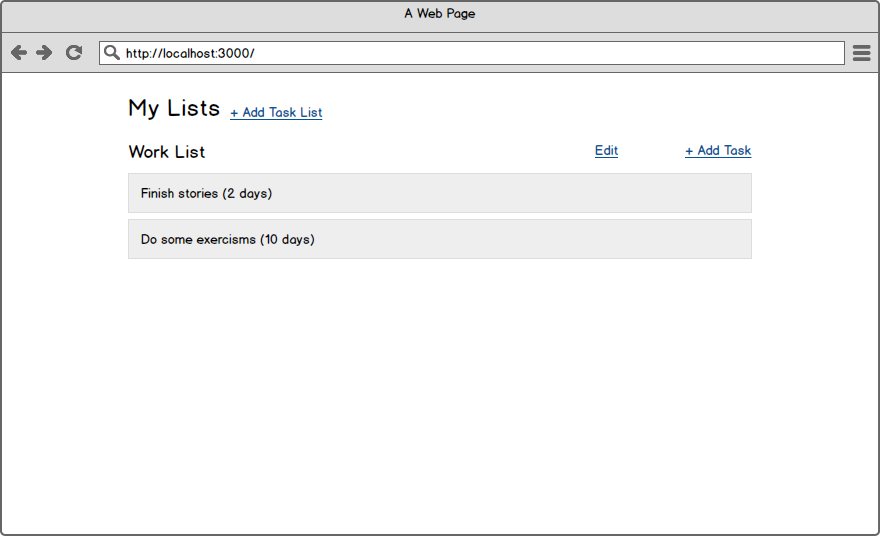 A Web Page
http://localhost:3000/
My Lists + Add Task List
Work List Edit + Add Task
Finish stories (2 days)
Do some exercisms (10 days)